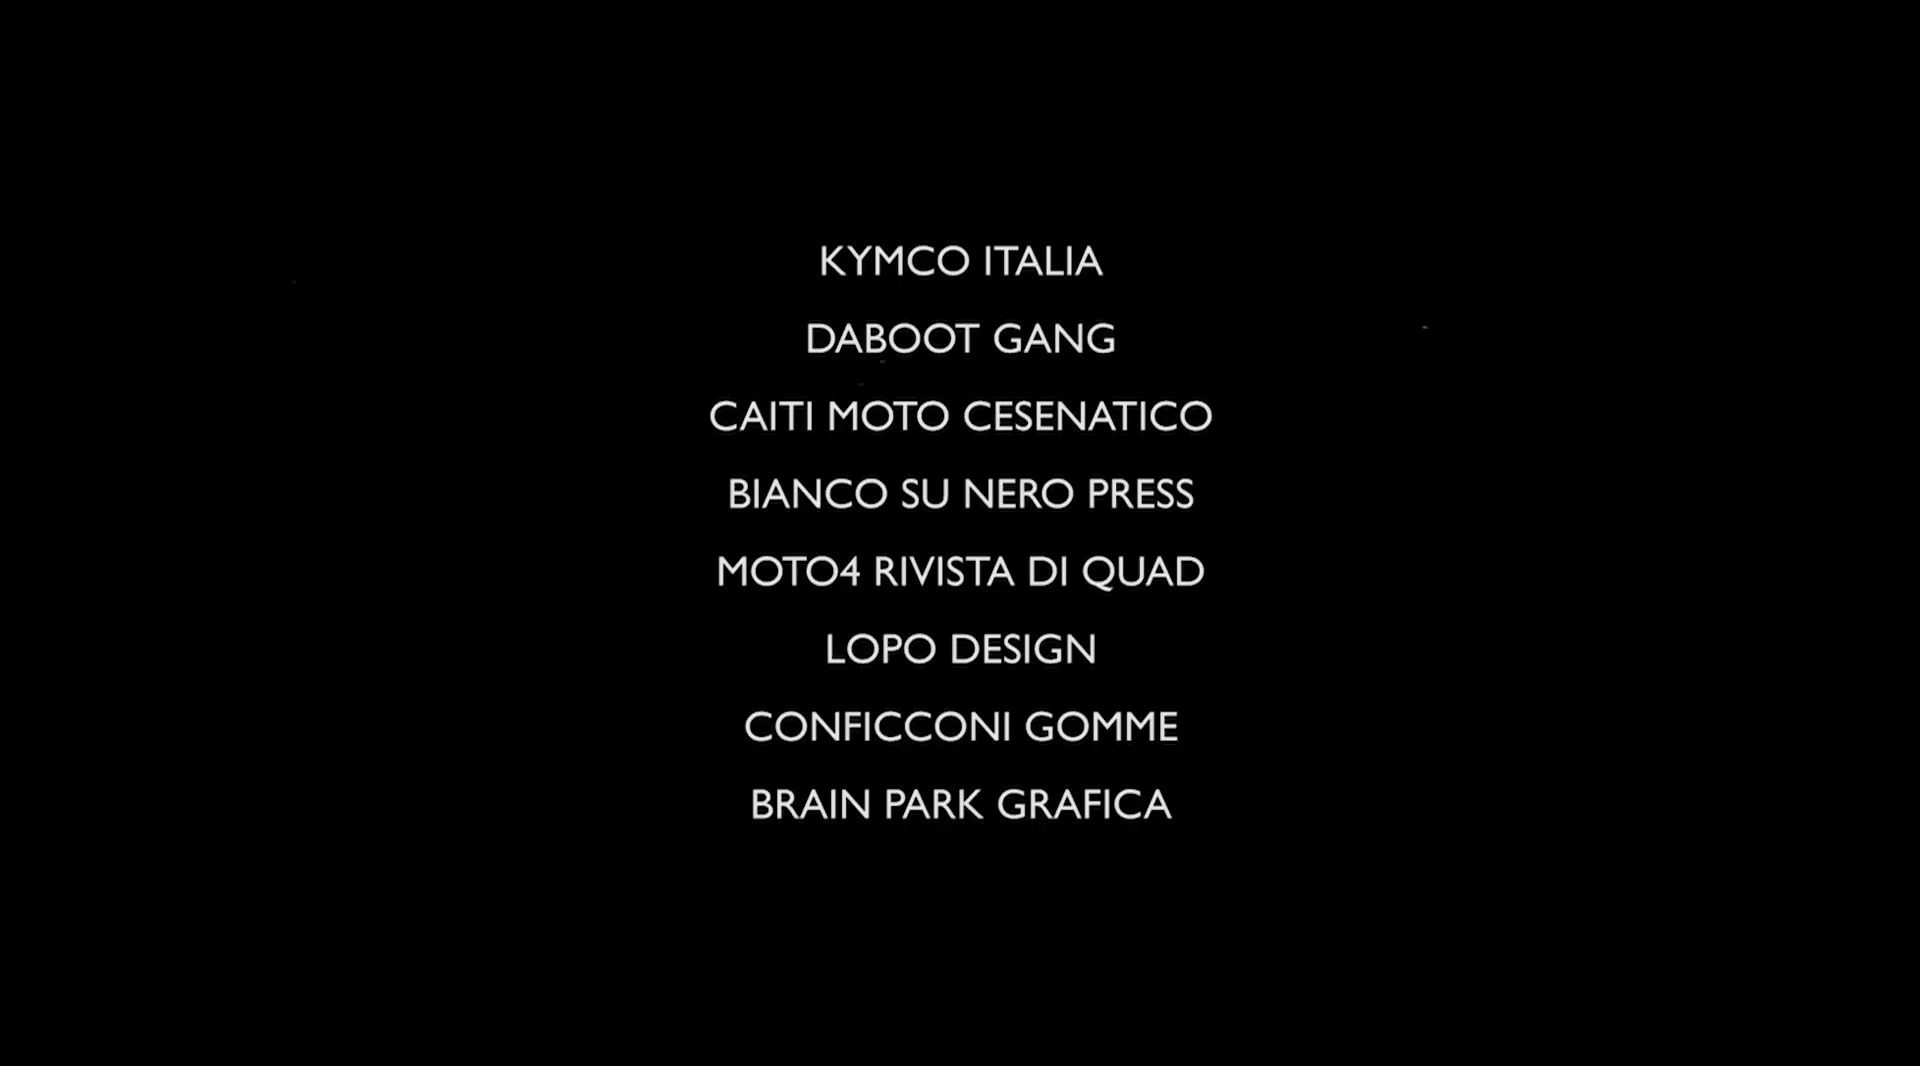 KYMCO ITALIA
DABOOT GANG
CAITI MOTO CESENATICO
BIANCO SU NERO PRESS
MOTO4 RIVISTA DI QUAD
LOPO DESIGN
CONFICCONI GOMME
BRAIN PARK GRAFICA